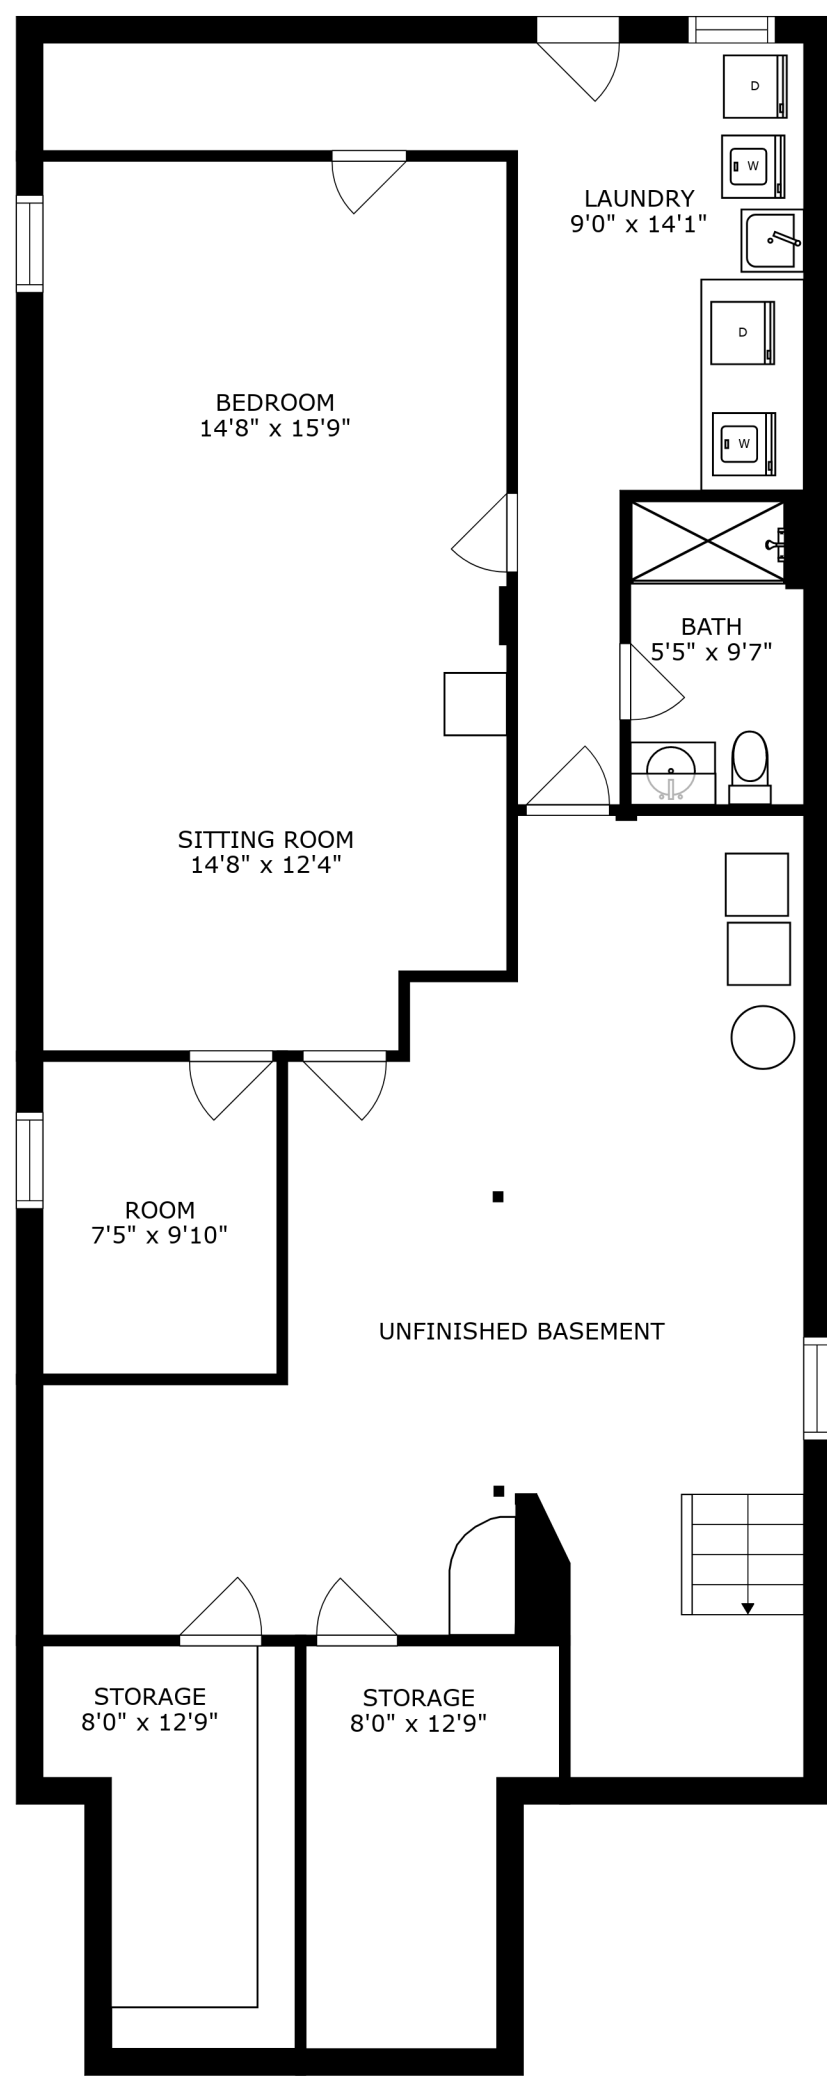 D
W
LAUNDRY
9'0" x 14'1"
D
BEDROOM
14'8" x 15'9"
W
BATH
5'5" x 9'7"
SITTING ROOM
14'8" x 12'4"
ROOM
7'5" x 9'10"
UNFINISHED BASEMENT
STORAGE
8'0" x 12'9"
STORAGE
8'0" x 12'9"